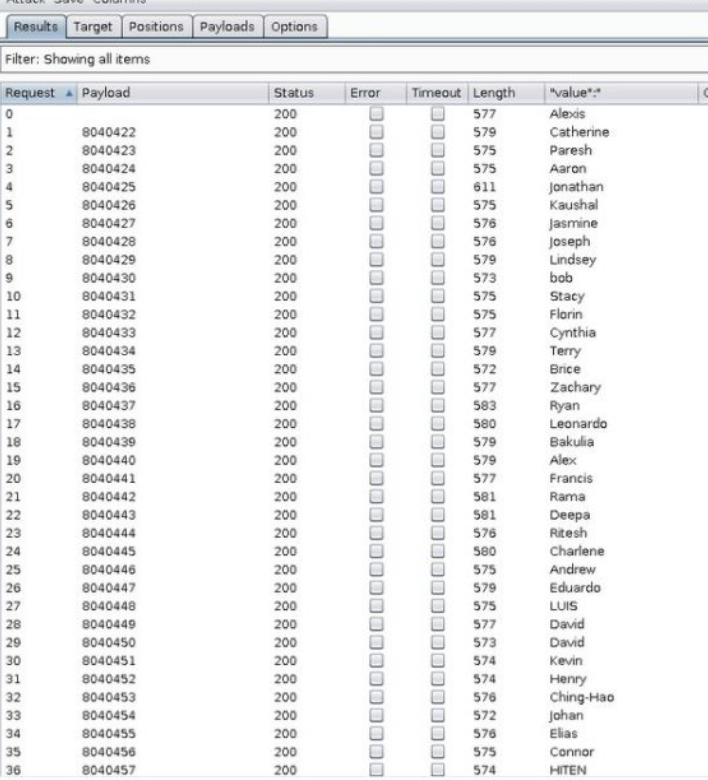 Attack Save Columns
Results Target Positions Payloads Options
Filter: Showing all items
Request Payload Status Error Timeout Length "value":"
0 200 577 Alexis
1 8040422 200 579 Catherine
2 8040423 200 575 Paresh
3 8040424 200 575 Aaron
4 8040425 200 611 Jonathan
5 8040426 200 575 Kaushal
6 8040427 200 576 Jasmine
7 8040428 200 576 Joseph
8 8040429 200 579 Lindsey
9 8040430 200 573 bob
10 8040431 200 575 Stacy
11 8040432 200 575 Florin
12 8040433 200 577 Cynthia
13 8040434 200 579 Terry
14 8040435 200 572 Brice
15 8040436 200 577 Zachary
16 8040437 200 583 Ryan
17 8040438 200 580 Leonardo
18 8040439 200 579 Bakulia
19 8040440 200 579 Alex
20 8040441 200 577 Francis
21 8040442 200 581 Rama
22 8040443 200 581 Deepa
23 8040444 200 576 Ritesh
24 8040445 200 580 Charlene
25 8040446 200 575 Andrew
26 8040447 200 579 Eduardo
27 8040448 200 575 LUIS
28 8040449 200 577 David
29 8040450 200 573 David
30 8040451 200 574 Kevin
31 8040452 200 574 Henry
32 8040453 200 576 Ching-Hao
33 8040454 200 572 Johan
34 8040455 200 576 Elias
35 8040456 200 575 Connor
36 8040457 200 574 HITEN